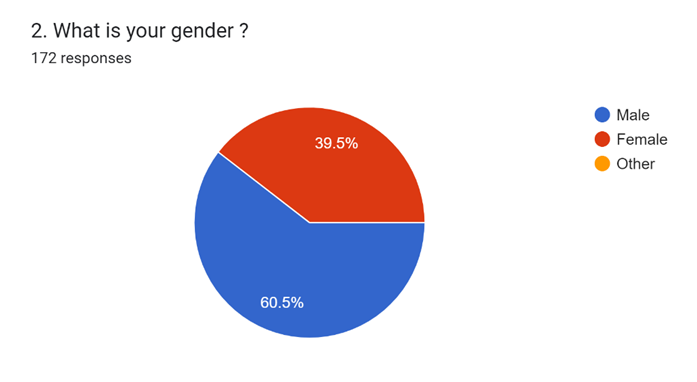 2. What is your gender ?
172 responses
39.5%
60.5%
Male
Female
Other